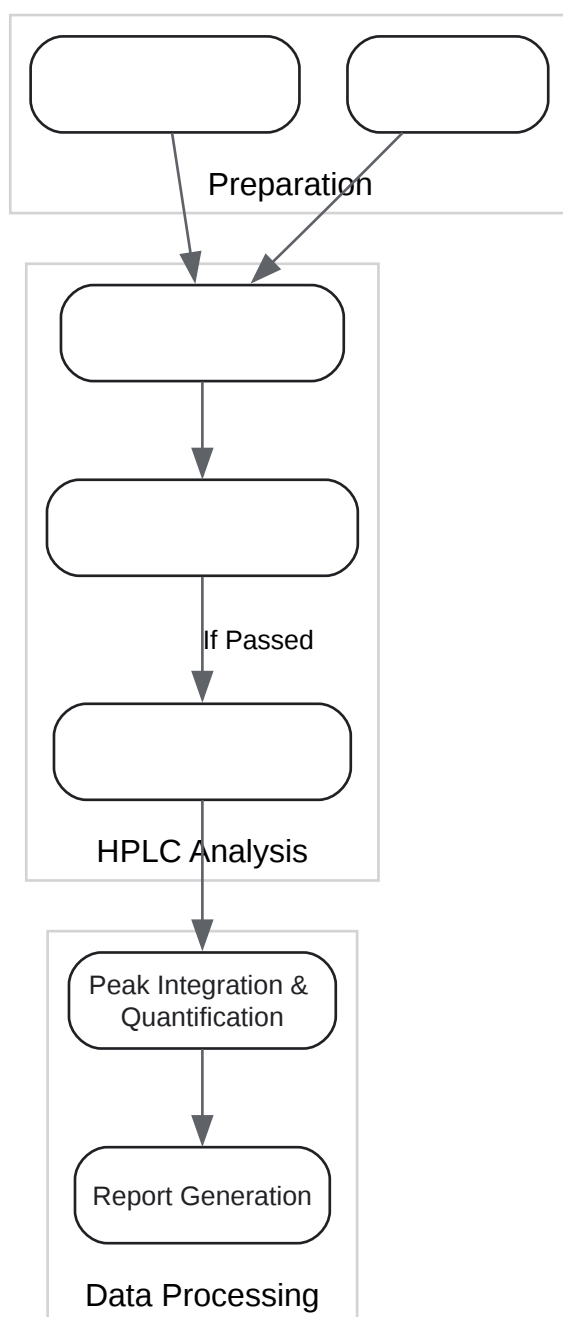 Preparation
If Passed
HPLC Analysis
Peak Integration &
Quantification
Report Generation
Data Processing